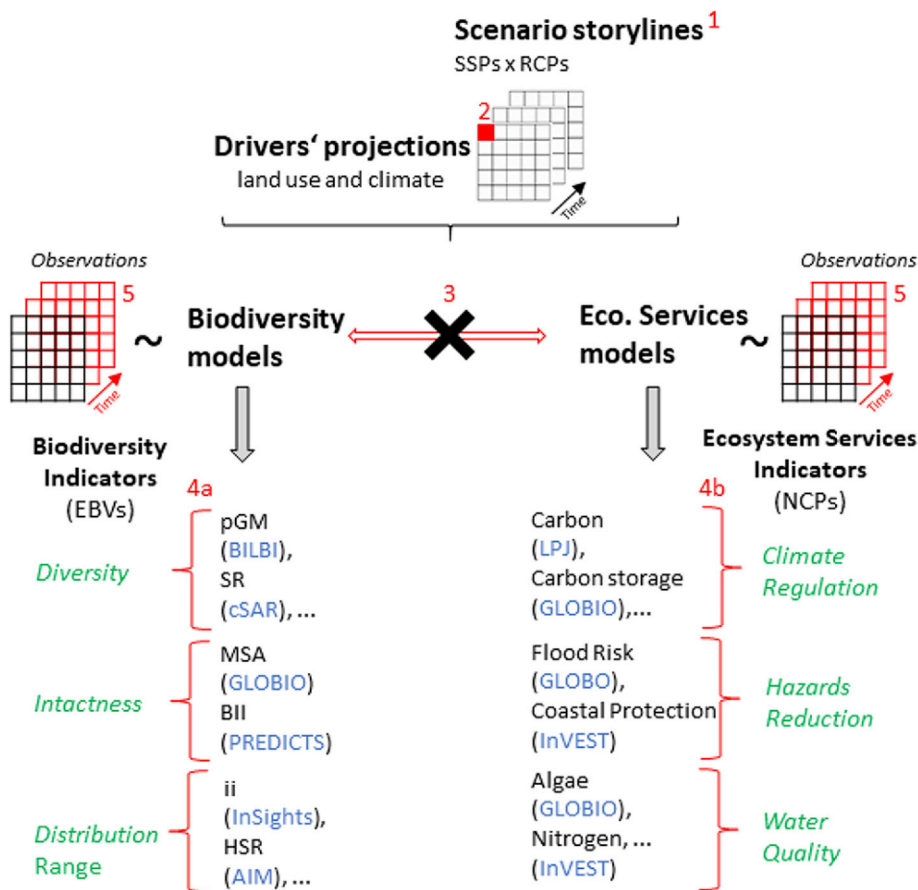 Scenario storylines 1
SSPs x RCPs
2
Drivers‘ projections
land use and climate
Time
Observations
5
Time
~
Biodiversity
models
3
Eco. Services
models
~
Observations
5
Time
Biodiversity
Indicators
(EBVs)
Ecosystem Services
Indicators
(NCPs)
4a
Diversity
pGM
(BILBI),
SR
(cSAR), ...
Intactness
MSA
(GLOBIO)
BII
(PREDICTS)
Distribution
Range
ii
(InSights),
HSR
(AIM), ...
4b
Carbon
(LPJ),
Carbon storage
(GLOBIO),...
Climate
Regulation
Flood Risk
(GLOBO),
Coastal Protection
(InVEST)
Hazards
Reduction
Algae
(GLOBIO),
Nitrogen, ...
(InVEST)
Water
Quality